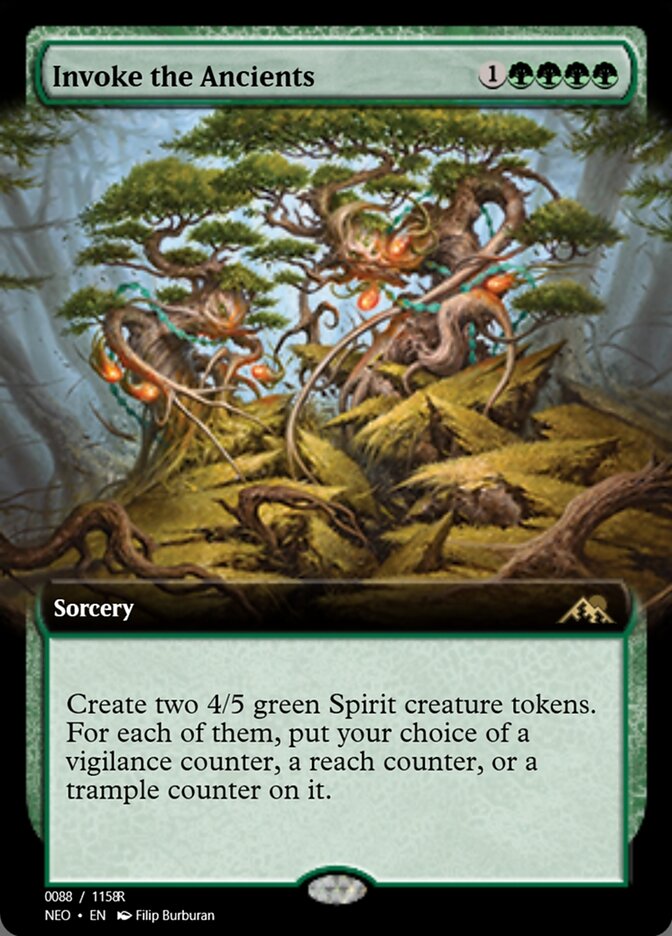 Invoke the Ancients 1
Sorcery
Create two 4/5 green Spirit creature tokens.
For each of them, put your choice of a
vigilance counter, a reach counter, or a
trample counter on it.
0088 / 1158R
NEO • EN Filip Burburan